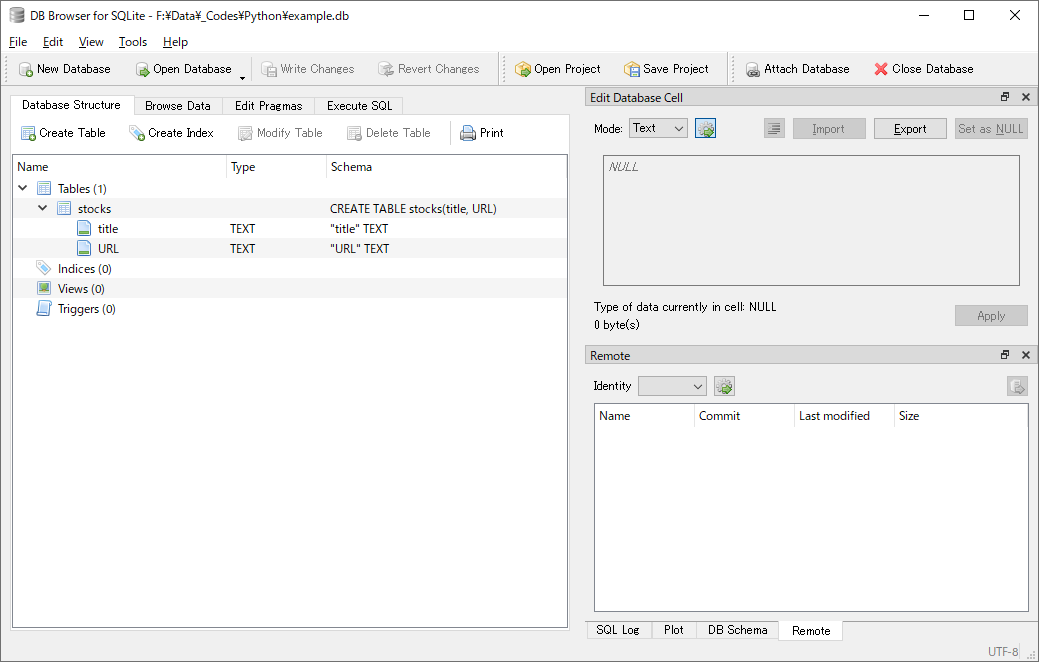 DB Browser for SQLite - F:¥Data¥_Codes¥Python¥example.db
File Edit View Tools Help
New Database Open Database Write Changes Revert Changes Open Project Save Project Attach Database Close Database
Database Structure Browse Data Edit Pragmas Execute SQL
Create Table Create Index Modify Table Delete Table Print
Name Type Schema
Tables (1)
stocks CREATE TABLE stocks(title, URL)
title TEXT "title" TEXT
URL TEXT "URL" TEXT
Indices (0)
Views (0)
Triggers (0)
Edit Database Cell
Mode: Text Import Export Set as NULL
NULL
Type of data currently in cell: NULL
0 byte(s)
Apply
Remote
Identity
Name Commit Last modified Size
SQL Log Plot DB Schema Remote
UTF-8